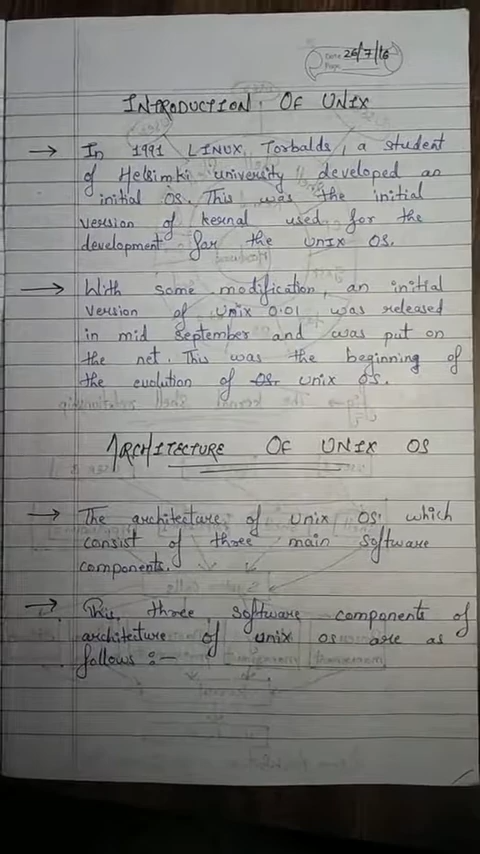 Date 26/7/16
Page
INTRODUCTION OF UNIX
→ In 1991 LINUX Torbalds, a student
of Helsimki university developed an
initial OS. This was the initial
version of kernal used for the
development for the UNIX OS.
→ With some modification, an initial
version of Unix 0.01 was released
in mid september and was put on
the net. This was the beginning of
the evolution of OS. unix OS.
ARCHITECTURE OF UNIX OS
→ The architecture of unix OS. which
consist of three main software
components.
→ This three software components of
architecture of unix os are as
follows :-